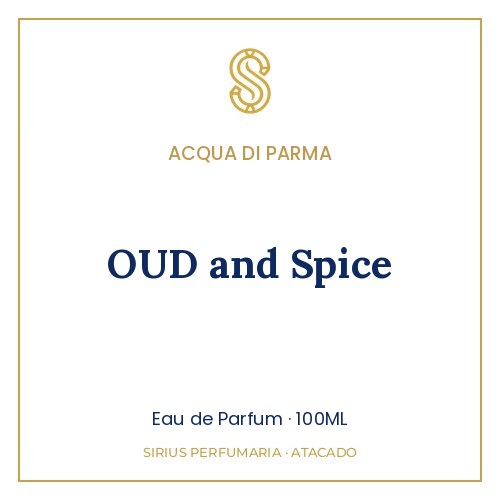 ACQUA DI PARMA
OUD and Spice
Eau de Parfum · 100ML
SIRIUS PERFUMARIA · ATACADO